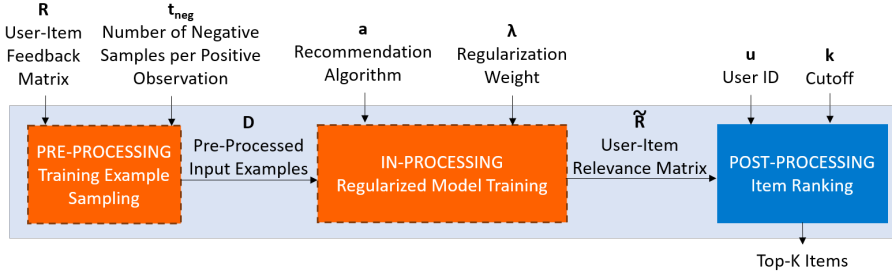 R
User-Item
Feedback
Matrix
t_neg
Number of Negative
Samples per Positive
Observation
a
Recommendation
Algorithm
λ
Regularization
Weight
u
User ID
k
Cutoff
PRE-PROCESSING
Training Example
Sampling
D
Pre-Processed
Input Examples
IN-PROCESSING
Regularized Model Training
R̃
User-Item
Relevance Matrix
POST-PROCESSING
Item Ranking
Top-K Items